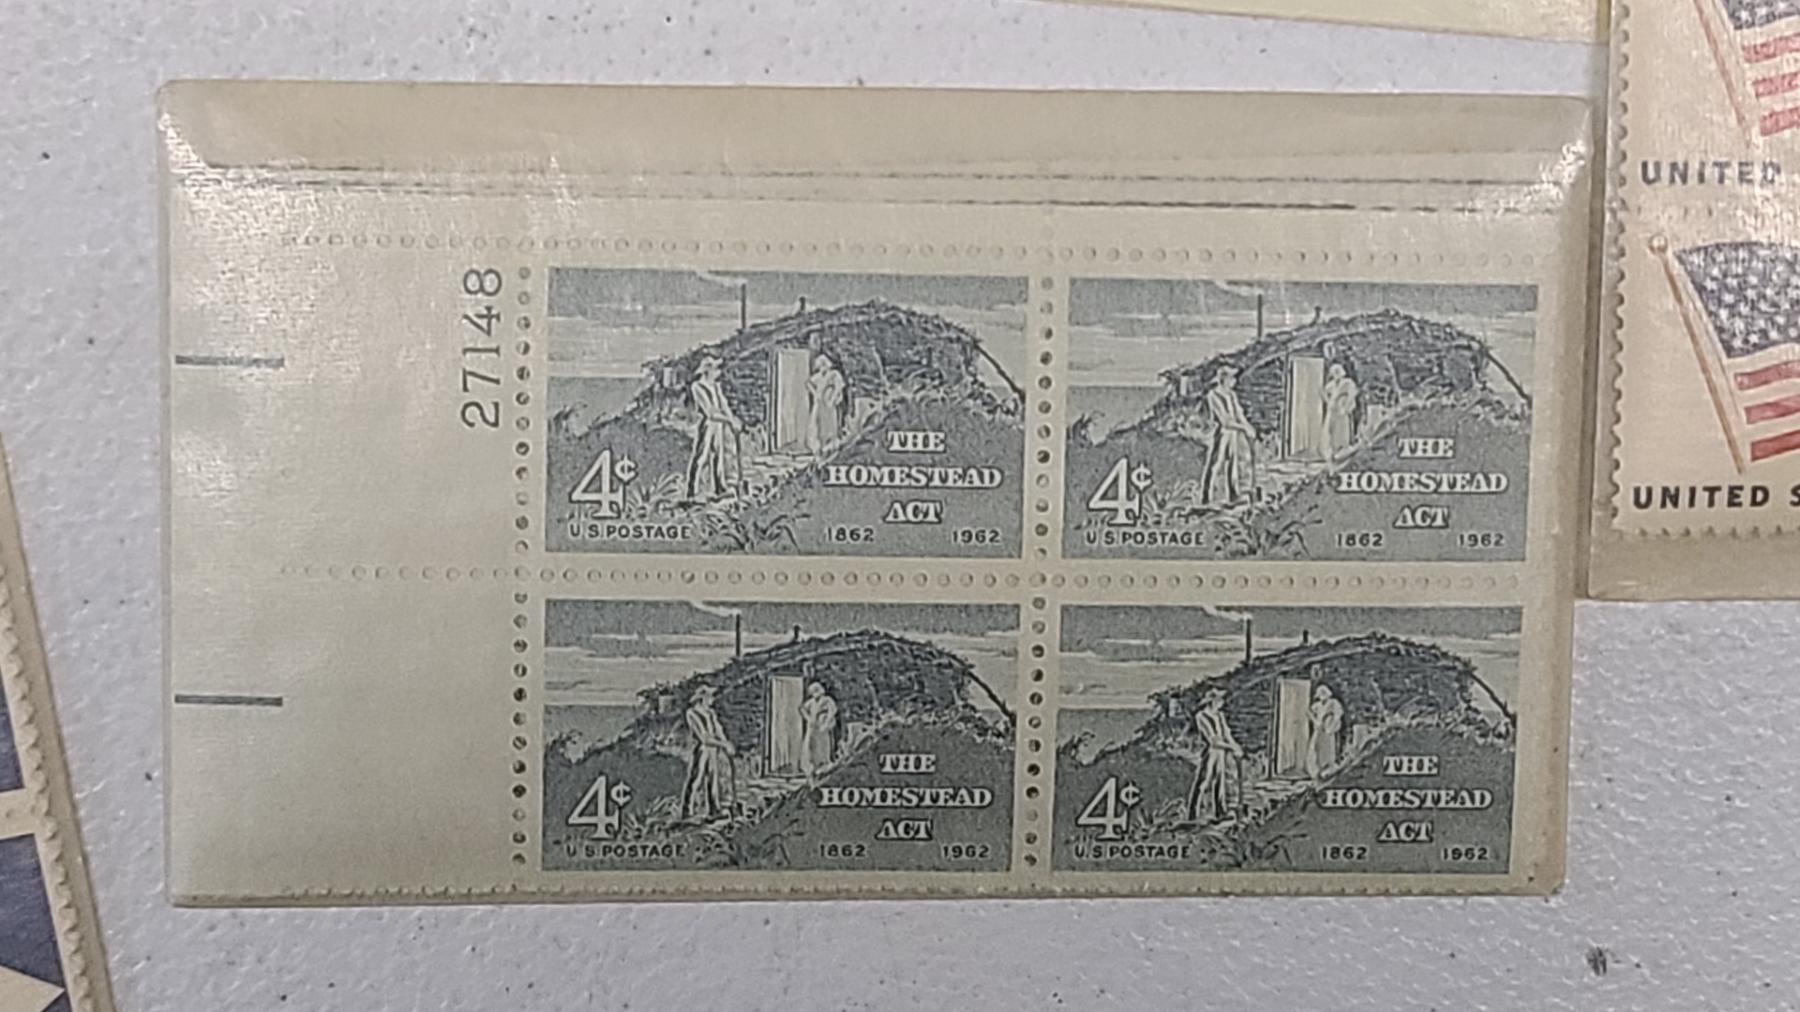 27148
THE
HOMESTEAD
ACT
4¢
U.S. POSTAGE
1862 1962
THE
HOMESTEAD
ACT
4¢
U.S. POSTAGE
1862 1962
THE
HOMESTEAD
ACT
4¢
U.S. POSTAGE
1862 1962
THE
HOMESTEAD
ACT
4¢
U.S. POSTAGE
1862 1962
UNITED
UNITED S